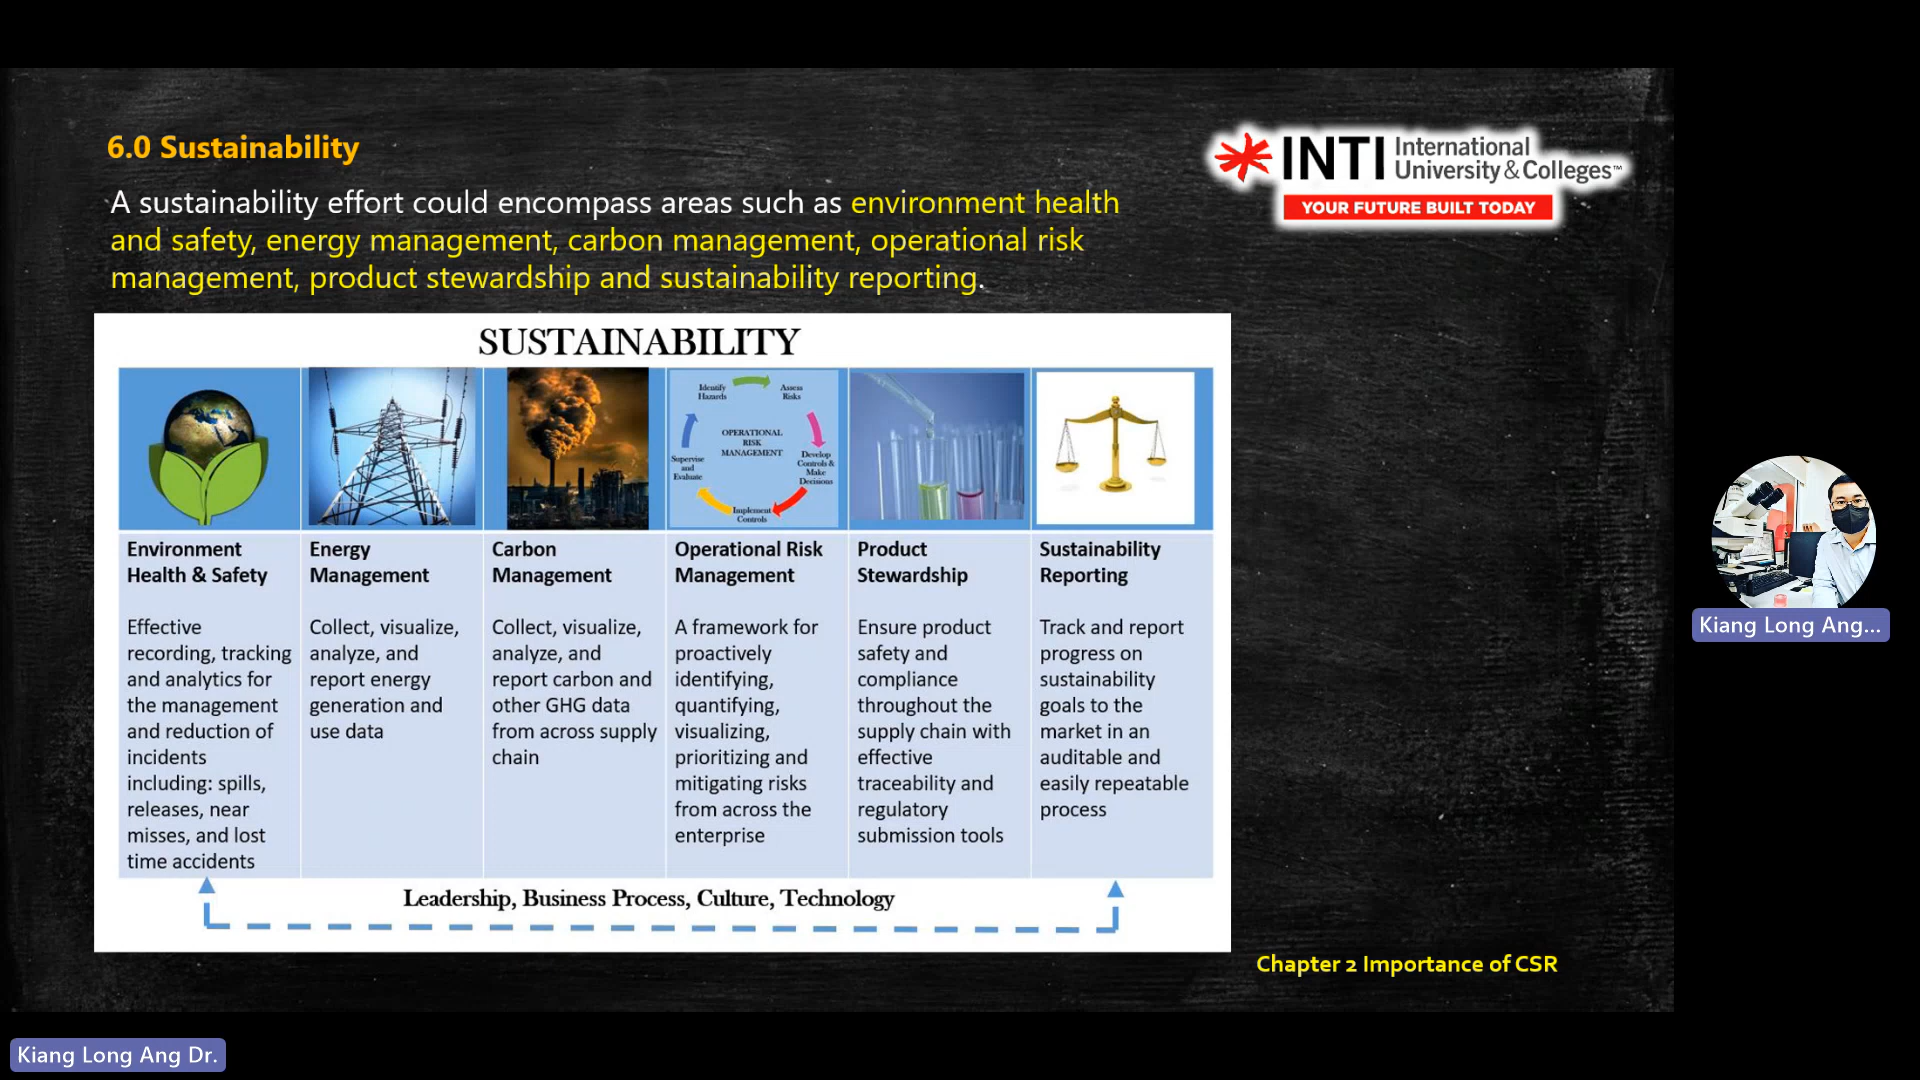 6.0 Sustainability
INTI International
University & Colleges™
YOUR FUTURE BUILT TODAY
A sustainability effort could encompass areas such as environment health
and safety, energy management, carbon management, operational risk
management, product stewardship and sustainability reporting.
SUSTAINABILITY
Identify
Hazards
Assess
Risks
OPERATIONAL
RISK
MANAGEMENT
Develop
Controls &
Make
Decisions
Supervise
and
Evaluate
Implement
Controls
Environment
Health & Safety
Effective
recording, tracking
and analytics for
the management
and reduction of
incidents
including: spills,
releases, near
misses, and lost
time accidents
Energy
Management
Collect, visualize,
analyze, and
report energy
generation and
use data
Carbon
Management
Collect, visualize,
analyze, and
report carbon and
other GHG data
from across supply
chain
Operational Risk
Management
A framework for
proactively
identifying,
quantifying,
visualizing,
prioritizing and
mitigating risks
from across the
enterprise
Product
Stewardship
Ensure product
safety and
compliance
throughout the
supply chain with
effective
traceability and
regulatory
submission tools
Sustainability
Reporting
Track and report
progress on
sustainability
goals to the
market in an
auditable and
easily repeatable
process
Leadership, Business Process, Culture, Technology
Chapter 2 Importance of CSR
Kiang Long Ang...
Kiang Long Ang Dr.